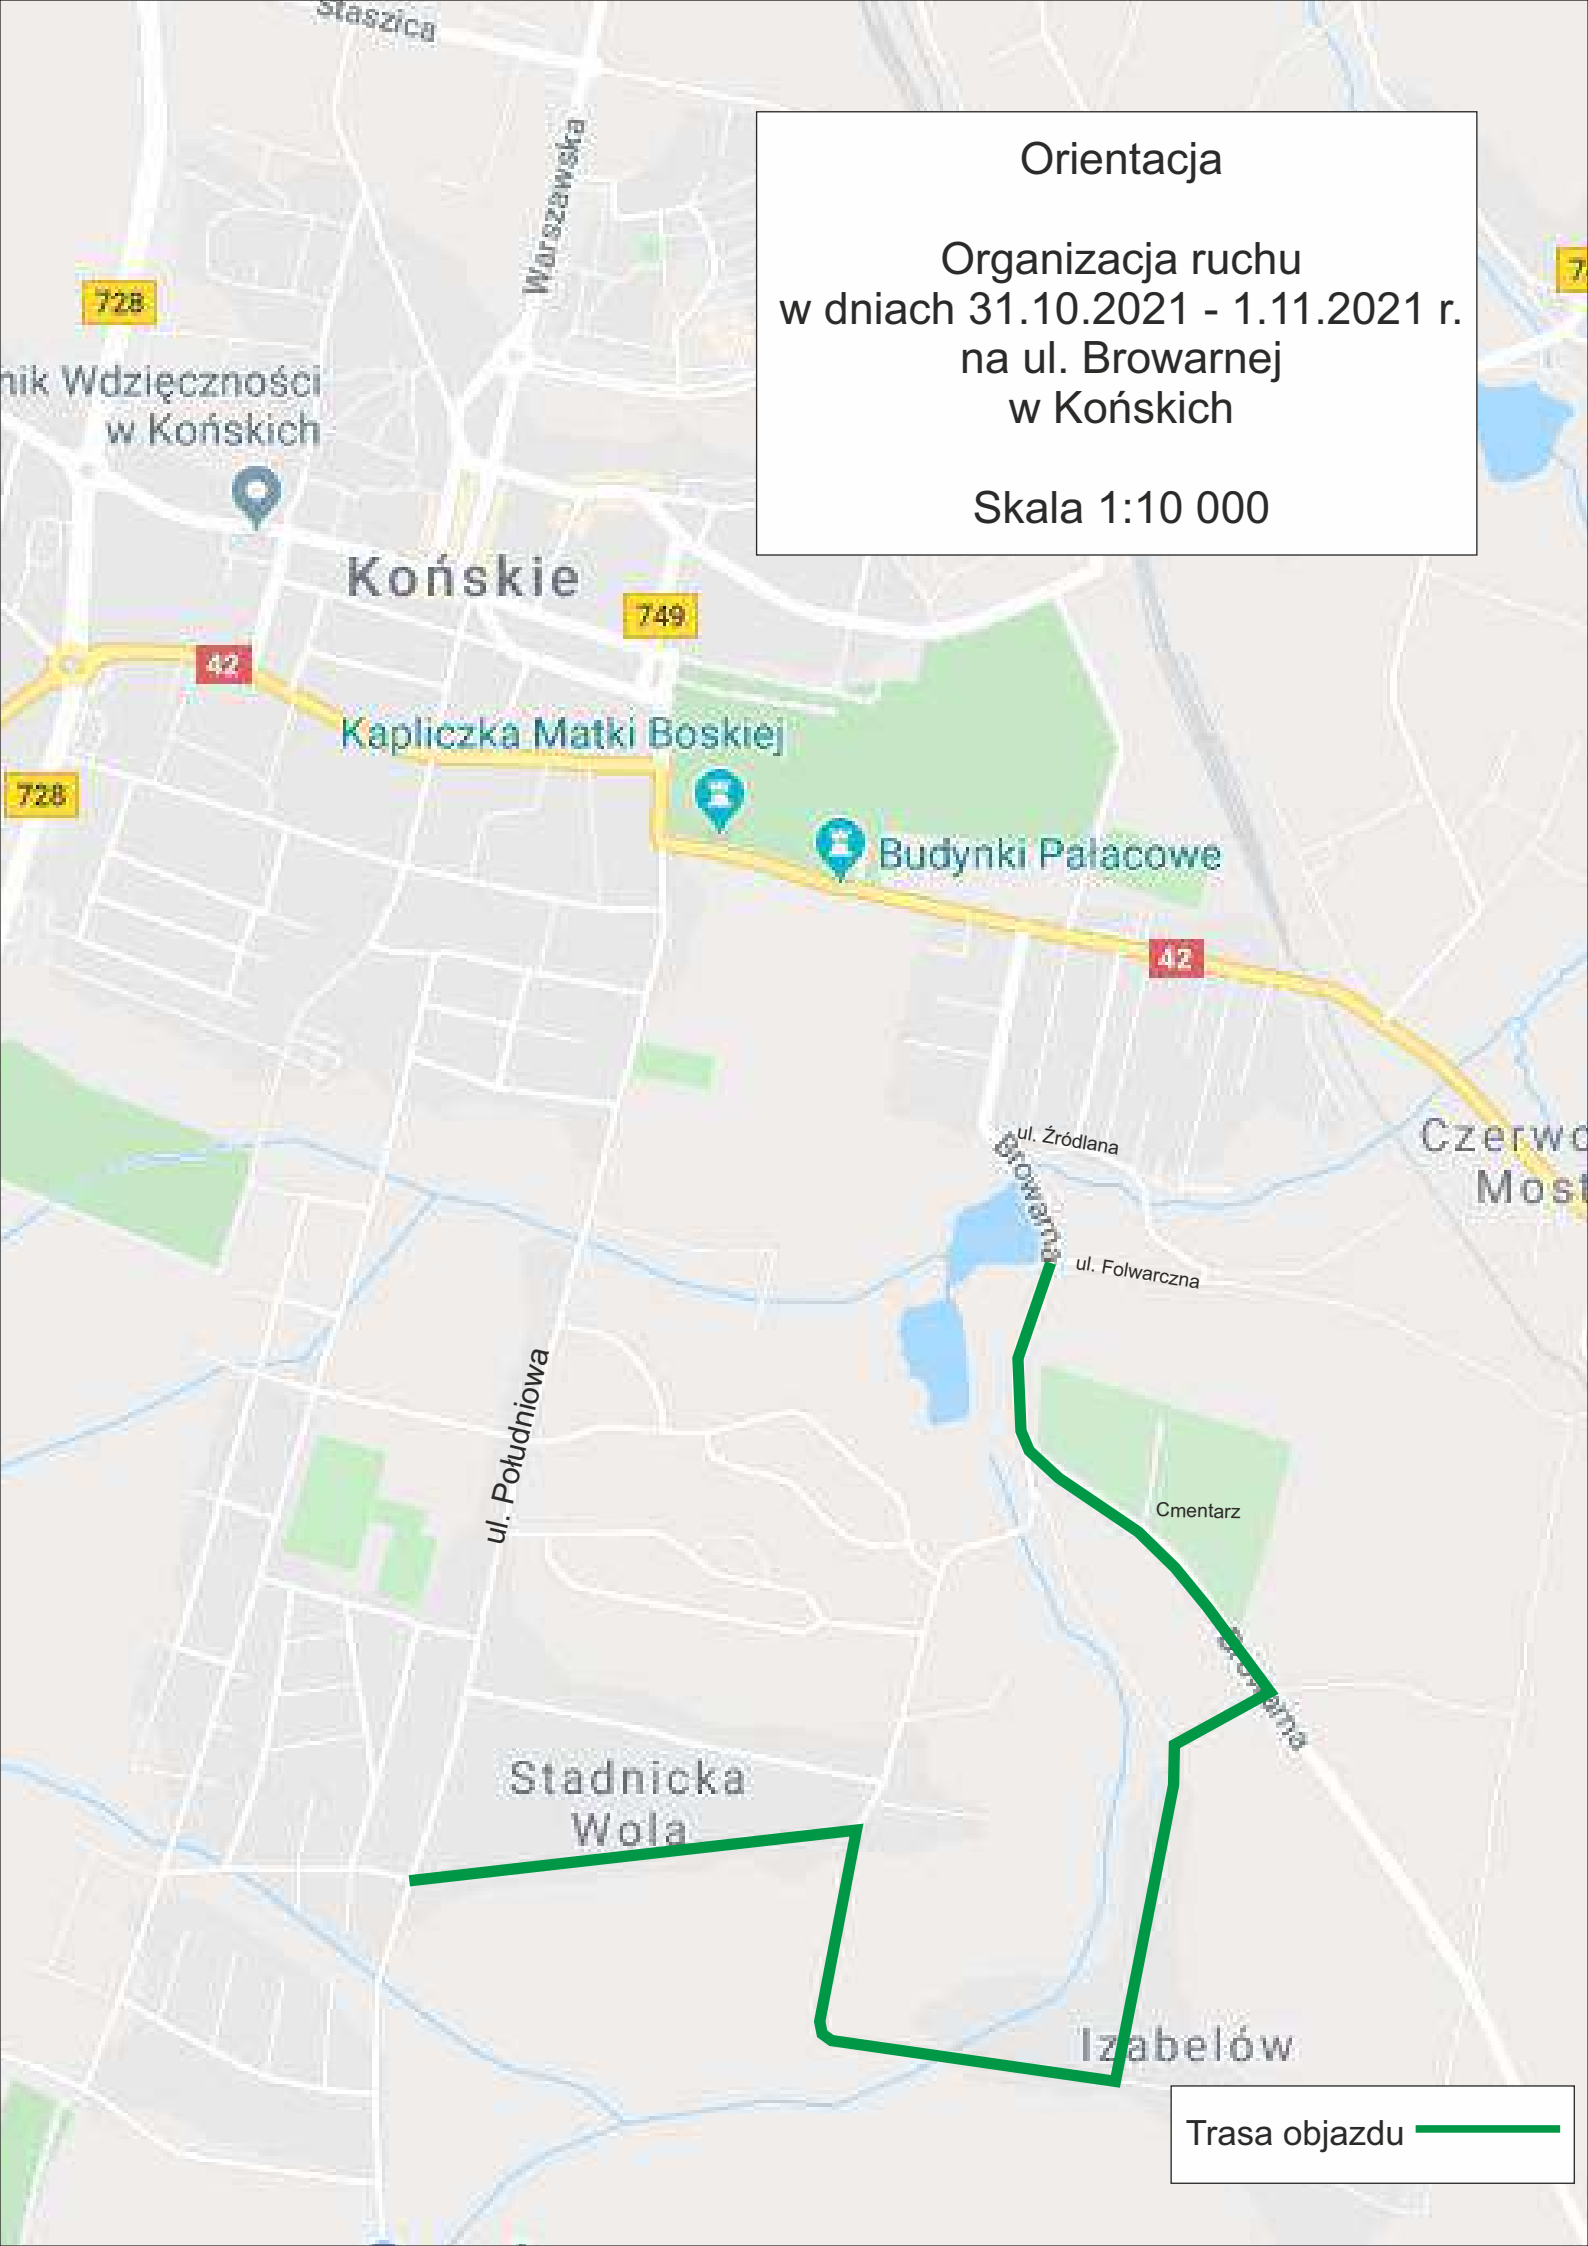 Staszica
Warszawska
Orientacja
Organizacja ruchu
w dniach 31.10.2021 - 1.11.2021 r.
na ul. Browarnej
w Końskich
Skala 1:10 000
728
nik Wdzięczności
w Końskich
Końskie
749
42
Kapliczka Matki Boskiej
728
Budynki Pałacowe
42
ul. Źródlana
Browarna
Czerwo
Most
ul. Folwarczna
ul. Południowa
Cmentarz
Browarna
Stadnicka
Wola
Izabelów
Trasa objazdu